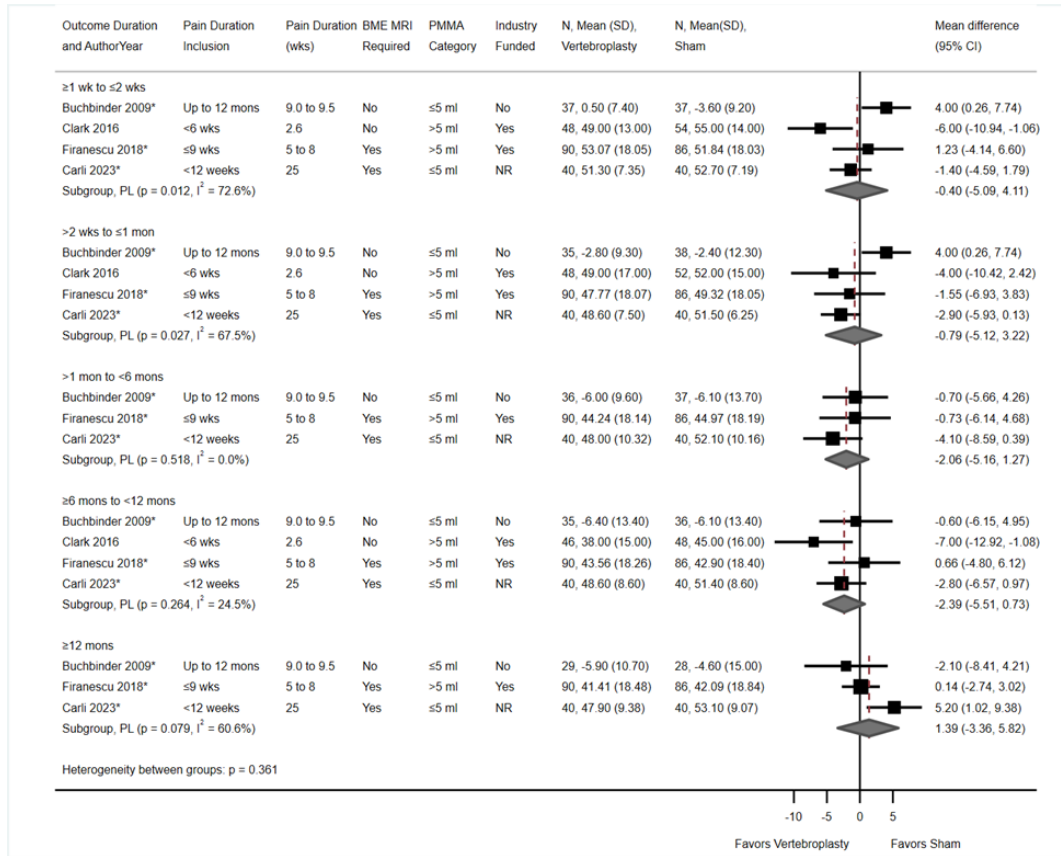 Outcome Duration Pain Duration Pain Duration BME MRI PMMA Industry N, Mean (SD), N, Mean(SD), Mean difference
and AuthorYear Inclusion (wks) Required Category Funded Vertebroplasty Sham (95% CI)
≥1 wk to ≤2 wks
Buchbinder 2009* Up to 12 mons 9.0 to 9.5 No ≤5 ml No 37, 0.50 (7.40) 37, -3.60 (9.20) 4.00 (0.26, 7.74)
Clark 2016 <6 wks 2.6 No >5 ml Yes 48, 49.00 (13.00) 54, 55.00 (14.00) -6.00 (-10.94, -1.06)
Firanescu 2018* ≤9 wks 5 to 8 Yes >5 ml Yes 90, 53.07 (18.05) 86, 51.84 (18.03) 1.23 (-4.14, 6.60)
Carli 2023* <12 weeks 25 Yes ≤5 ml NR 40, 51.30 (7.35) 40, 52.70 (7.19) -1.40 (-4.59, 1.79)
Subgroup, PL (p = 0.012, I² = 72.6%) -0.40 (-5.09, 4.11)
>2 wks to ≤1 mon
Buchbinder 2009* Up to 12 mons 9.0 to 9.5 No ≤5 ml No 35, -2.80 (9.30) 38, -2.40 (12.30) 4.00 (0.26, 7.74)
Clark 2016 <6 wks 2.6 No >5 ml Yes 48, 49.00 (17.00) 52, 52.00 (15.00) -4.00 (-10.42, 2.42)
Firanescu 2018* ≤9 wks 5 to 8 Yes >5 ml Yes 90, 47.77 (18.07) 86, 49.32 (18.05) -1.55 (-6.93, 3.83)
Carli 2023* <12 weeks 25 Yes ≤5 ml NR 40, 48.60 (7.50) 40, 51.50 (6.25) -2.90 (-5.93, 0.13)
Subgroup, PL (p = 0.027, I² = 67.5%) -0.79 (-5.12, 3.22)
>1 mon to <6 mons
Buchbinder 2009* Up to 12 mons 9.0 to 9.5 No ≤5 ml No 36, -6.00 (9.60) 37, -6.10 (13.70) -0.70 (-5.66, 4.26)
Firanescu 2018* ≤9 wks 5 to 8 Yes >5 ml Yes 90, 44.24 (18.14) 86, 44.97 (18.19) -0.73 (-6.14, 4.68)
Carli 2023* <12 weeks 25 Yes ≤5 ml NR 40, 48.00 (10.32) 40, 52.10 (10.16) -4.10 (-8.59, 0.39)
Subgroup, PL (p = 0.518, I² = 0.0%) -2.06 (-5.16, 1.27)
≥6 mons to <12 mons
Buchbinder 2009* Up to 12 mons 9.0 to 9.5 No ≤5 ml No 35, -6.40 (13.40) 36, -6.10 (13.40) -0.60 (-6.15, 4.95)
Clark 2016 <6 wks 2.6 No >5 ml Yes 46, 38.00 (15.00) 48, 45.00 (16.00) -7.00 (-12.92, -1.08)
Firanescu 2018* ≤9 wks 5 to 8 Yes >5 ml Yes 90, 43.56 (18.26) 86, 42.90 (18.40) 0.66 (-4.80, 6.12)
Carli 2023* <12 weeks 25 Yes ≤5 ml NR 40, 48.60 (8.60) 40, 51.40 (8.60) -2.80 (-6.57, 0.97)
Subgroup, PL (p = 0.264, I² = 24.5%) -2.39 (-5.51, 0.73)
≥12 mons
Buchbinder 2009* Up to 12 mons 9.0 to 9.5 No ≤5 ml No 29, -5.90 (10.70) 28, -4.60 (15.00) -2.10 (-8.41, 4.21)
Firanescu 2018* ≤9 wks 5 to 8 Yes >5 ml Yes 90, 41.41 (18.48) 86, 42.09 (18.84) 0.14 (-2.74, 3.02)
Carli 2023* <12 weeks 25 Yes ≤5 ml NR 40, 47.90 (9.38) 40, 53.10 (9.07) 5.20 (1.02, 9.38)
Subgroup, PL (p = 0.079, I² = 60.6%) 1.39 (-3.36, 5.82)
Heterogeneity between groups: p = 0.361
-10 -5 0 5
Favors Vertebroplasty Favors Sham